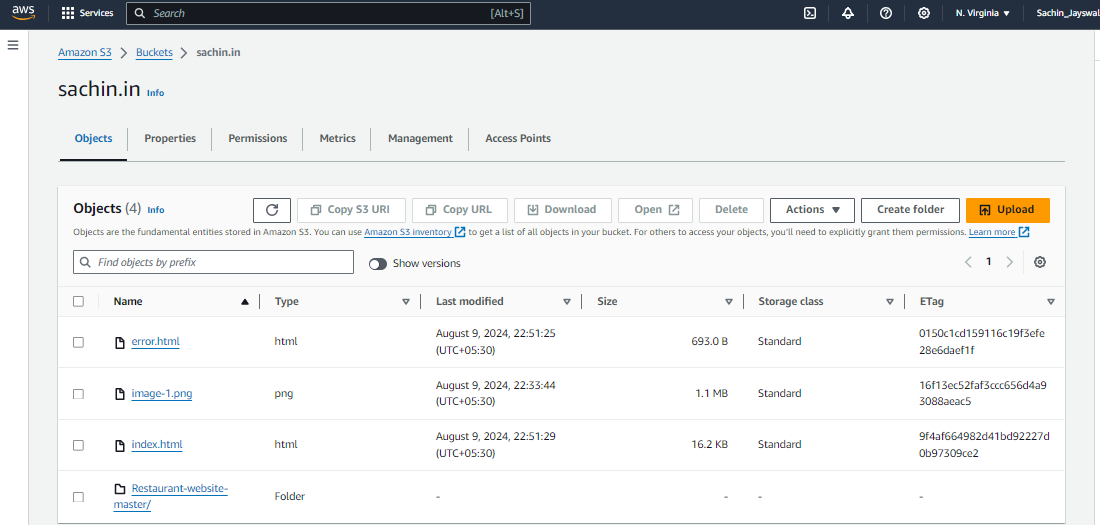 aws Services Search [Alt+S] N. Virginia Sachin_Jayswal
Amazon S3 Buckets sachin.in
sachin.in Info
Objects Properties Permissions Metrics Management Access Points
Objects (4) Info Copy S3 URI Copy URL Download Open Delete Actions Create folder Upload
Objects are the fundamental entities stored in Amazon S3. You can use Amazon S3 inventory to get a list of all objects in your bucket. For others to access your objects, you'll need to explicitly grant them permissions. Learn more
Find objects by prefix Show versions 1
Name Type Last modified Size Storage class ETag
error.html html August 9, 2024, 22:51:25 (UTC+05:30) 693.0 B Standard 0150c1cd159116c19f3efe28e6daef1f
image-1.png png August 9, 2024, 22:33:44 (UTC+05:30) 1.1 MB Standard 16f13ec52faf3ccc656d4a93088aeac5
index.html html August 9, 2024, 22:51:29 (UTC+05:30) 16.2 KB Standard 9f4af664982d41bd92227d0b97309ce2
Restaurant-website-master/ Folder - - - -